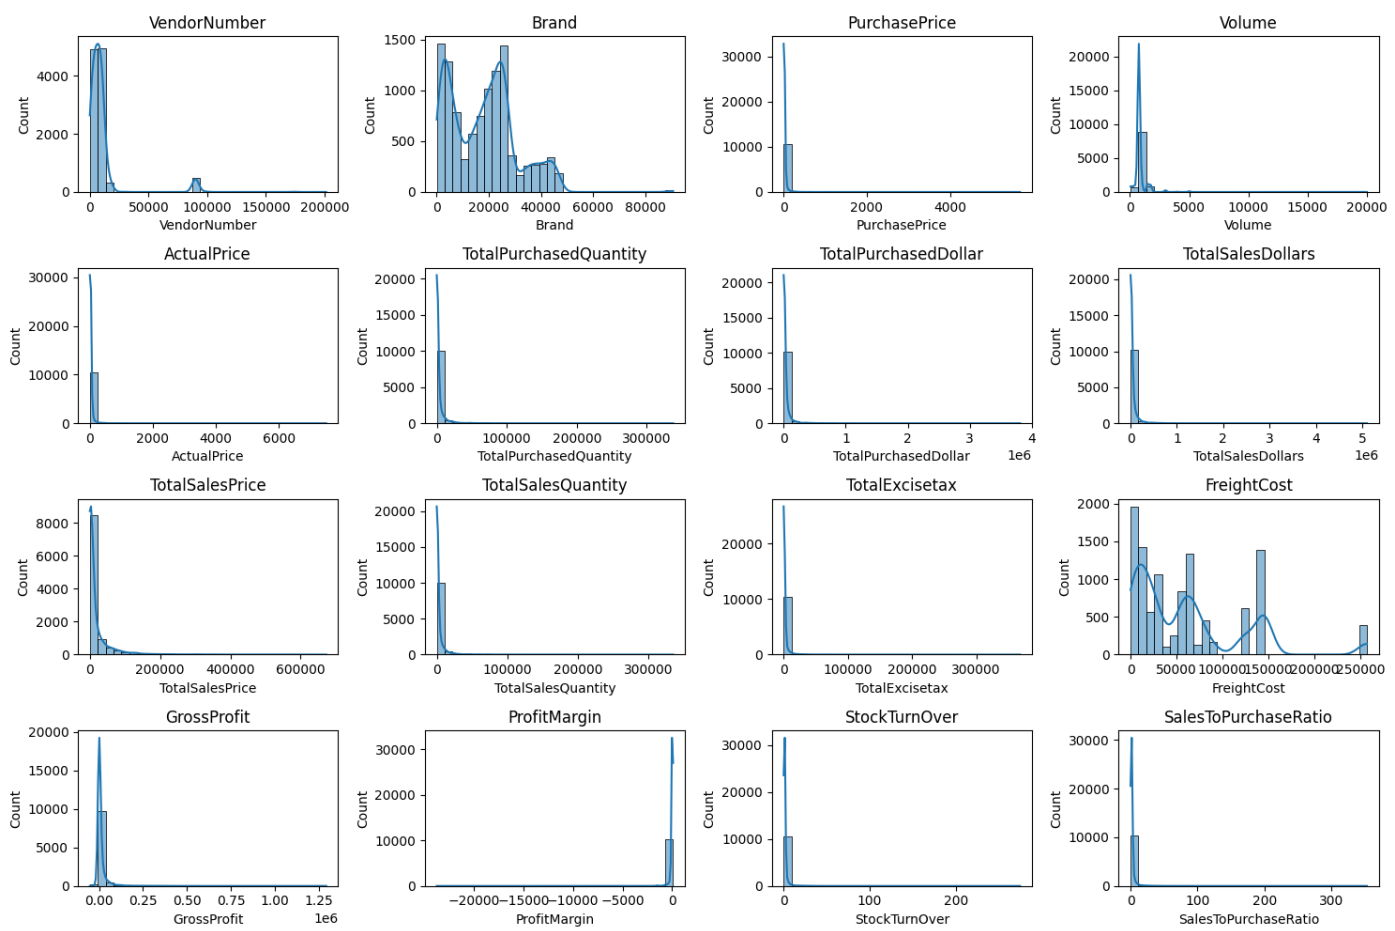 VendorNumber
Count
4000
2000
0
0 50000 100000 150000 200000
VendorNumber
Brand
Count
1500
1000
500
0
0 20000 40000 60000 80000
Brand
PurchasePrice
Count
30000
20000
10000
0
0 2000 4000
PurchasePrice
Volume
Count
20000
15000
10000
5000
0
0 5000 10000 15000 20000
Volume
ActualPrice
Count
30000
20000
10000
0
0 2000 4000 6000
ActualPrice
TotalPurchasedQuantity
Count
20000
15000
10000
5000
0
0 100000 200000 300000
TotalPurchasedQuantity
TotalPurchasedDollar
Count
20000
15000
10000
5000
0
0 1 2 3 4
1e6
TotalPurchasedDollar
TotalSalesDollars
Count
20000
15000
10000
5000
0
0 1 2 3 4 5
1e6
TotalSalesDollars
TotalSalesPrice
Count
8000
6000
4000
2000
0
0 200000 400000 600000
TotalSalesPrice
TotalSalesQuantity
Count
20000
15000
10000
5000
0
0 100000 200000 300000
TotalSalesQuantity
TotalExcisetax
Count
20000
10000
0
0 100000 200000 300000
TotalExcisetax
FreightCost
Count
2000
1500
1000
500
0
0 50000 100000 150000 200000 250000
FreightCost
GrossProfit
Count
20000
15000
10000
5000
0
0.00 0.25 0.50 0.75 1.00 1.25
1e6
GrossProfit
ProfitMargin
Count
30000
20000
10000
0
−20000 −15000 −10000 −5000 0
ProfitMargin
StockTurnOver
Count
30000
20000
10000
0
0 100 200
StockTurnOver
SalesToPurchaseRatio
Count
30000
20000
10000
0
0 100 200 300
SalesToPurchaseRatio